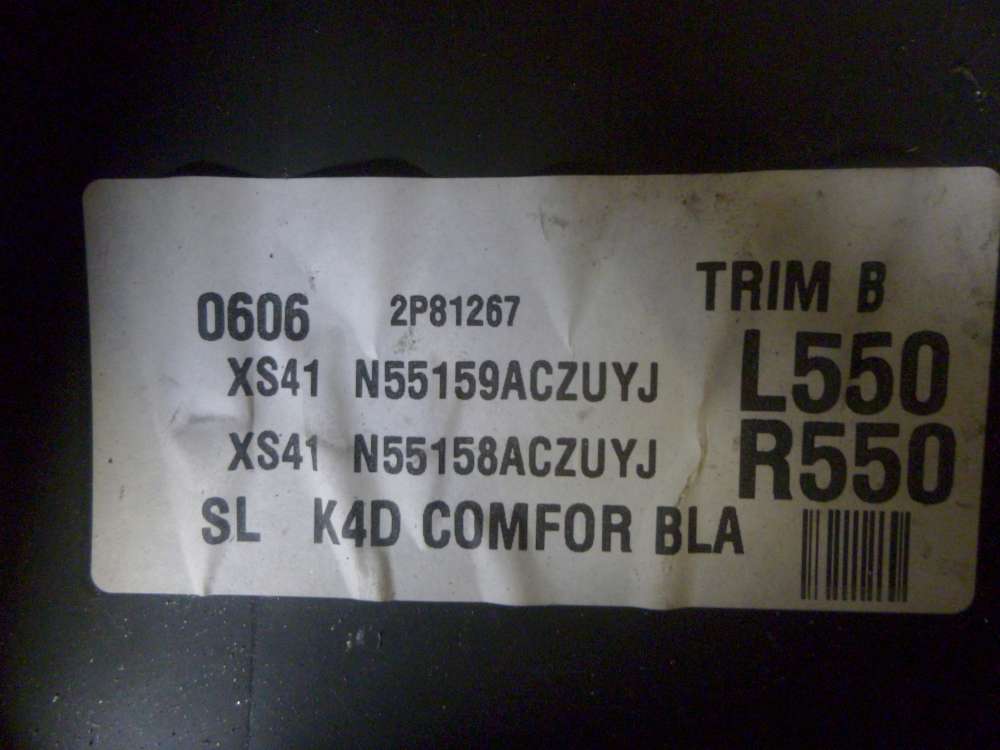 TRIM B
0606 2P81267
L550
XS41 N55159ACZUYJ
R550
XS41 N55158ACZUYJ
SL K4D COMFOR BLA